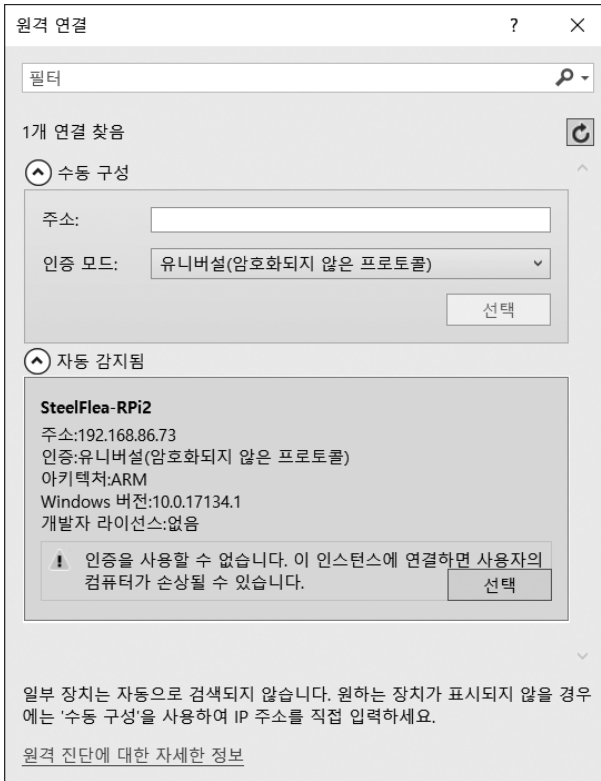 원격 연결
?
필터
1개 연결 찾음
수동 구성
주소:
인증 모드: 유니버설(암호화되지 않은 프로토콜)
선택
자동 감지됨
SteelFlea-RPi2
주소:192.168.86.73
인증:유니버설(암호화되지 않은 프로토콜)
아키텍처:ARM
Windows 버전:10.0.17134.1
개발자 라이선스:없음
인증을 사용할 수 없습니다. 이 인스턴스에 연결하면 사용자의
컴퓨터가 손상될 수 있습니다.
선택
일부 장치는 자동으로 검색되지 않습니다. 원하는 장치가 표시되지 않을 경우
에는 '수동 구성'을 사용하여 IP 주소를 직접 입력하세요.
원격 진단에 대한 자세한 정보